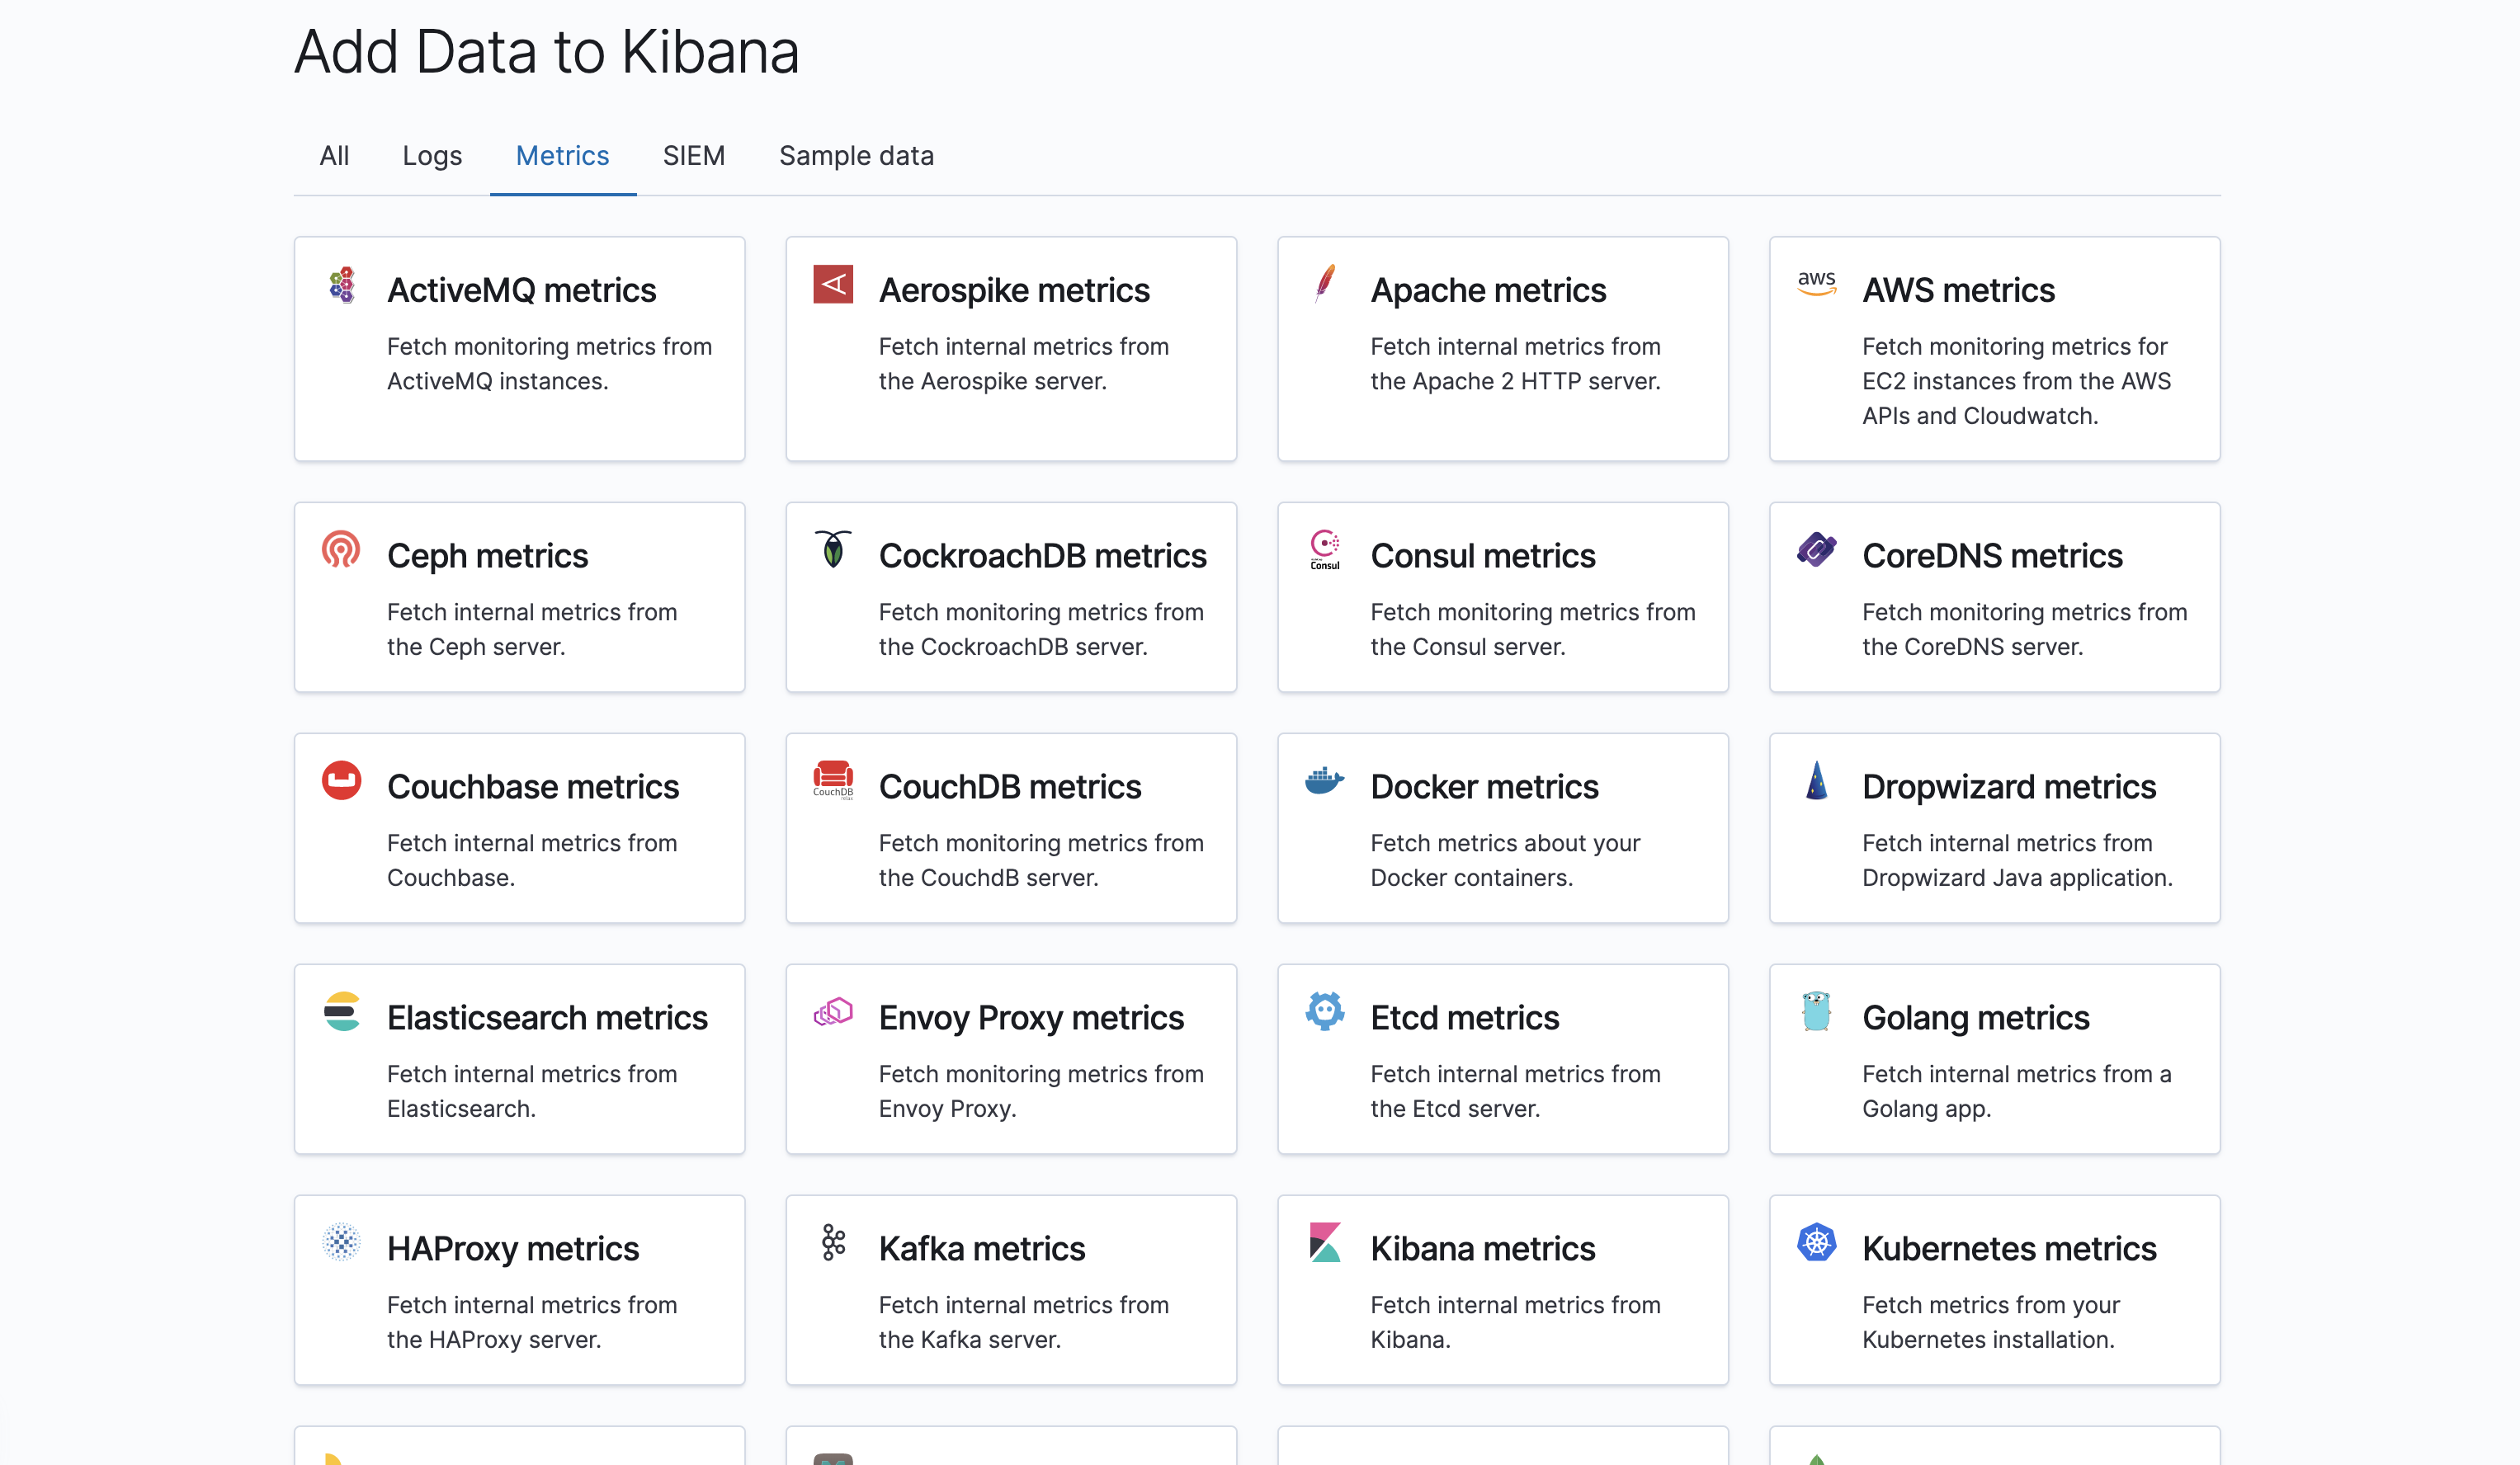 Add Data to Kibana
All Logs Metrics SIEM Sample data
ActiveMQ metrics
Fetch monitoring metrics from
ActiveMQ instances.
Aerospike metrics
Fetch internal metrics from
the Aerospike server.
Apache metrics
Fetch internal metrics from
the Apache 2 HTTP server.
aws
AWS metrics
Fetch monitoring metrics for
EC2 instances from the AWS
APIs and Cloudwatch.
Ceph metrics
Fetch internal metrics from
the Ceph server.
CockroachDB metrics
Fetch monitoring metrics from
the CockroachDB server.
Consul
Consul metrics
Fetch monitoring metrics from
the Consul server.
CoreDNS metrics
Fetch monitoring metrics from
the CoreDNS server.
Couchbase metrics
Fetch internal metrics from
Couchbase.
CouchDB
relax
CouchDB metrics
Fetch monitoring metrics from
the CouchdB server.
Docker metrics
Fetch metrics about your
Docker containers.
Dropwizard metrics
Fetch internal metrics from
Dropwizard Java application.
Elasticsearch metrics
Fetch internal metrics from
Elasticsearch.
Envoy Proxy metrics
Fetch monitoring metrics from
Envoy Proxy.
Etcd metrics
Fetch internal metrics from
the Etcd server.
Golang metrics
Fetch internal metrics from a
Golang app.
HAProxy metrics
Fetch internal metrics from
the HAProxy server.
Kafka metrics
Fetch internal metrics from
the Kafka server.
Kibana metrics
Fetch internal metrics from
Kibana.
Kubernetes metrics
Fetch metrics from your
Kubernetes installation.